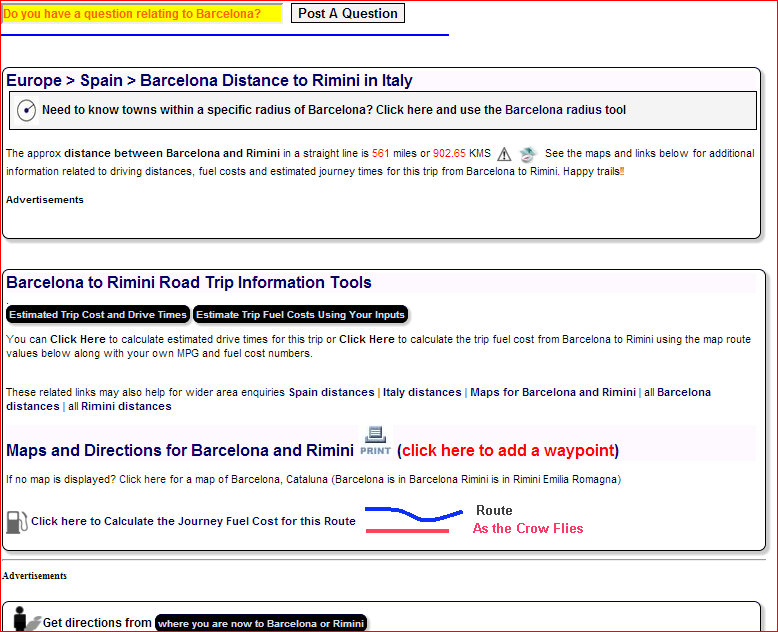 Do you have a question relating to Barcelona? Post A Question
Europe > Spain > Barcelona Distance to Rimini in Italy
Need to know towns within a specific radius of Barcelona? Click here and use the Barcelona radius tool
The approx distance between Barcelona and Rimini in a straight line is 561 miles or 902.65 KMS See the maps and links below for additional
information related to driving distances, fuel costs and estimated journey times for this trip from Barcelona to Rimini. Happy trails!!
Advertisements
Barcelona to Rimini Road Trip Information Tools
.
Estimated Trip Cost and Drive Times Estimate Trip Fuel Costs Using Your Inputs
You can Click Here to calculate estimated drive times for this trip or Click Here to calculate the trip fuel cost from Barcelona to Rimini using the map route
values below along with your own MPG and fuel cost numbers.
These related links may also help for wider area enquiries Spain distances | Italy distances | Maps for Barcelona and Rimini | all Barcelona
distances | all Rimini distances
Maps and Directions for Barcelona and Rimini PRINT (click here to add a waypoint)
If no map is displayed? Click here for a map of Barcelona, Cataluna (Barcelona is in Barcelona Rimini is in Rimini Emilia Romagna)
Click here to Calculate the Journey Fuel Cost for this Route
Route
As the Crow Flies
Advertisements
Get directions from where you are now to Barcelona or Rimini